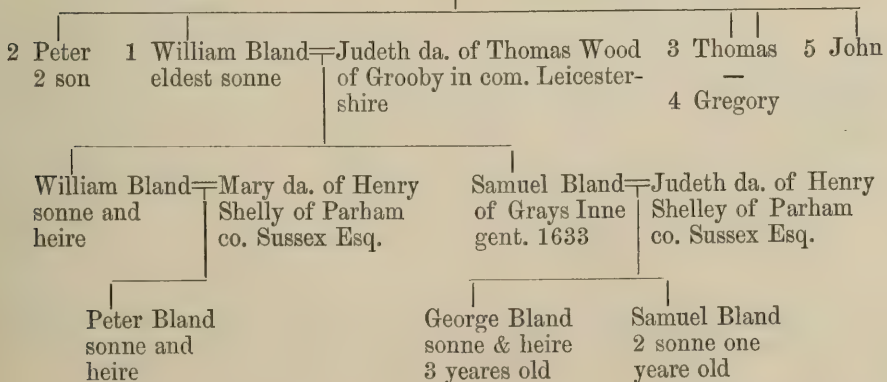 2 Peter
2 son
1 William Bland=Judeth da. of Thomas Wood
eldest sonne
of Grooby in com. Leicester-
shire
3 Thomas
—
4 Gregory
5 John
William Bland=Mary da. of Henry
sonne and
heire
Shelly of Parham
co. Sussex Esq.
Samuel Bland=Judeth da. of Henry
of Grays Inne
gent. 1633
Shelley of Parham
co. Sussex Esq.
Peter Bland
sonne and
heire
George Bland
sonne & heire
3 yeares old
Samuel Bland
2 sonne one
yeare old